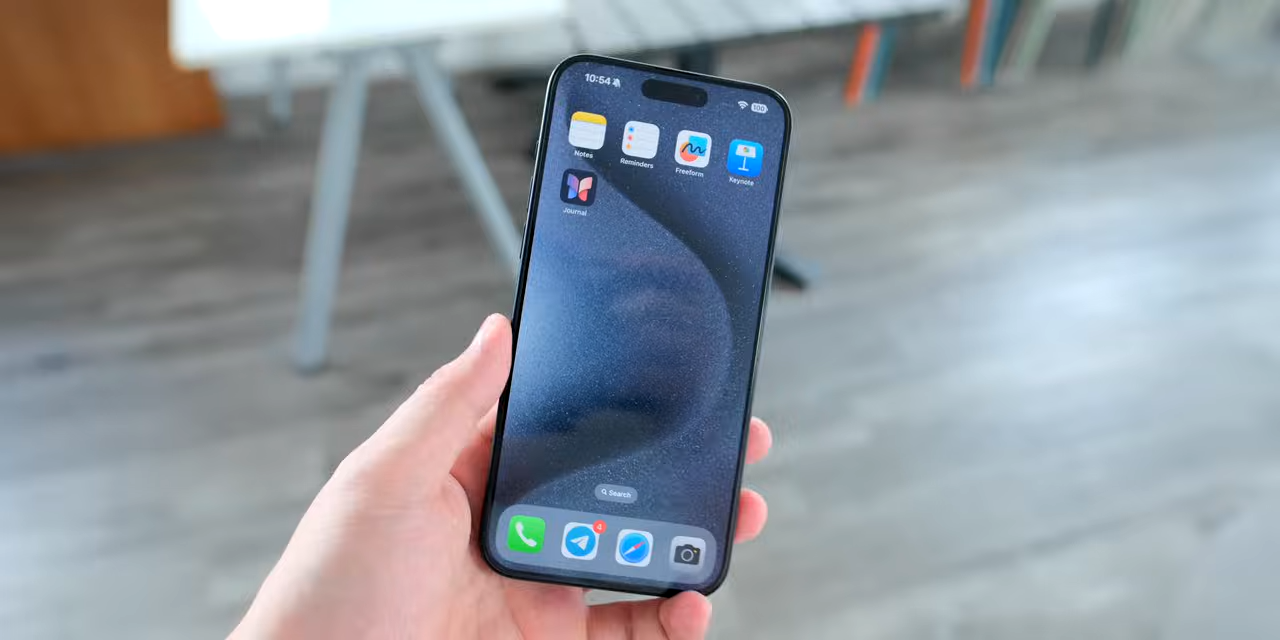 10:54
100
Notes
Reminders
Freeform
Keynote
Journal
Search
4